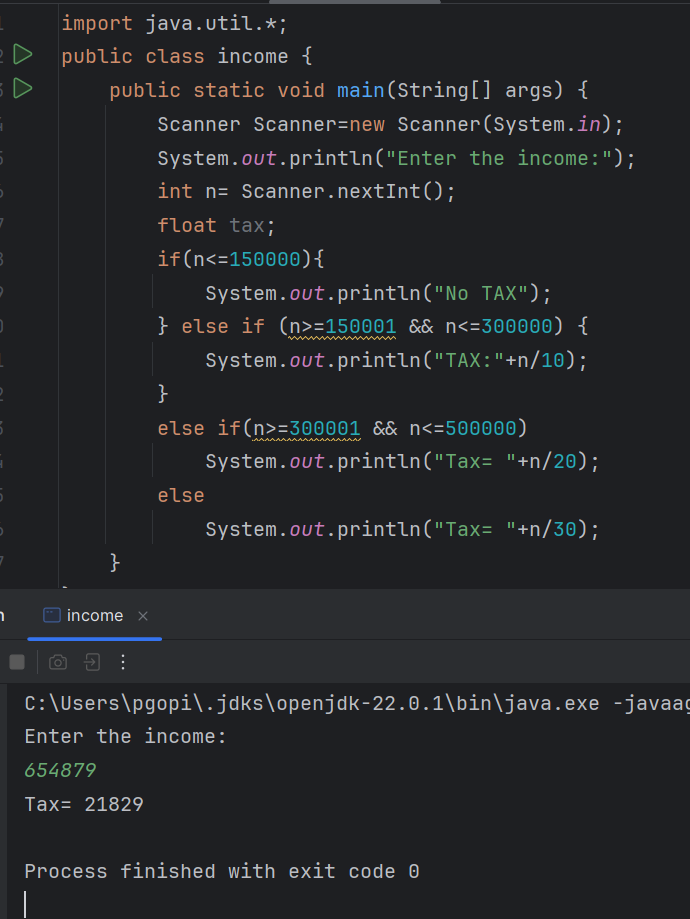 import java.util.*;
public class income {
public static void main(String[] args) {
Scanner Scanner=new Scanner(System.in);
System.out.println("Enter the income:");
int n= Scanner.nextInt();
float tax;
if(n<=150000){
System.out.println("No TAX");
} else if (n>=150001 && n<=300000) {
System.out.println("TAX:"+n/10);
}
else if(n>=300001 && n<=500000)
System.out.println("Tax= "+n/20);
else
System.out.println("Tax= "+n/30);
}
income
C:\Users\pgopi\.jdks\openjdk-22.0.1\bin\java.exe -javaag
Enter the income:
654879
Tax= 21829
Process finished with exit code 0